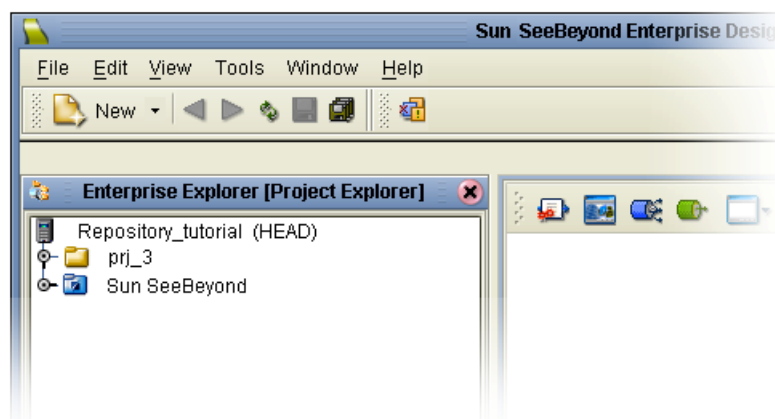 Sun SeeBeyond Enterprise Desig
File Edit View Tools Window Help
New
Enterprise Explorer [Project Explorer]
Repository_tutorial (HEAD)
prj_3
Sun SeeBeyond